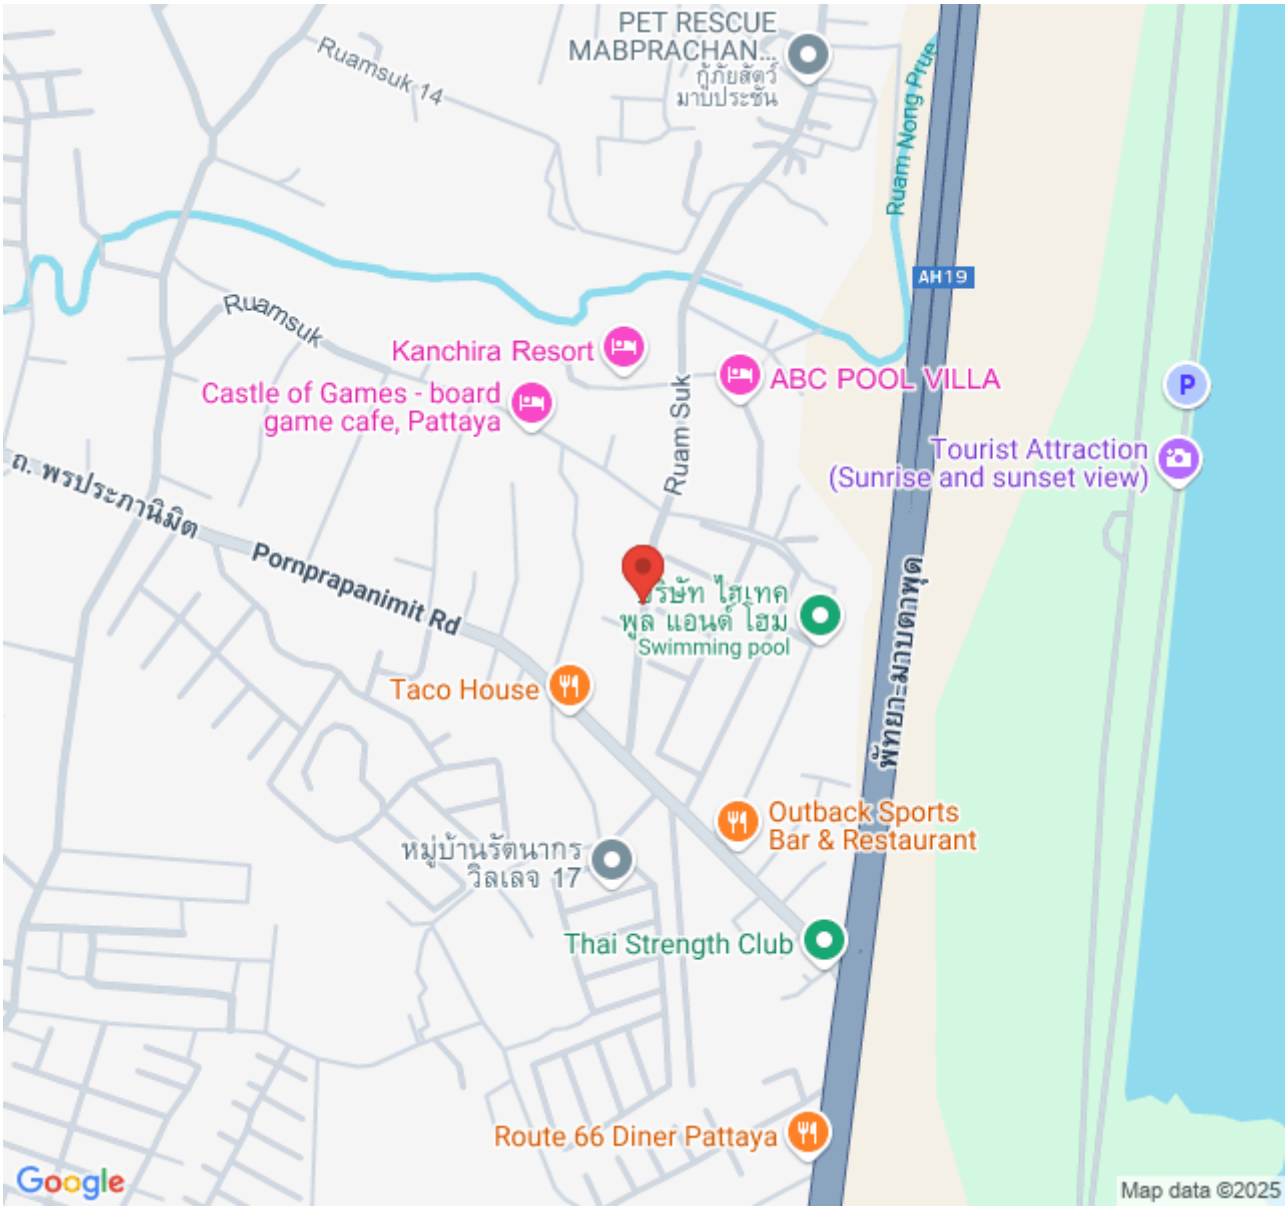 PET RESCUE
MABPRACHAN...
กู้ภัยสัตว์
มาบประชัน
Ruamsuk 14
Ruam Nong Prue
AH19
Ruamsuk
Kanchira Resort
ABC POOL VILLA
Castle of Games - board
game cafe, Pattaya
Ruam Suk
P
Tourist Attraction
(Sunrise and sunset view)
ถ. พรประภานิมิต
Pornprapanimit Rd
ริษัท ไฮเทค
พูล แอนด์ โฮม
Swimming pool
พัทยา-มาบตาพุด
Taco House
Outback Sports
Bar & Restaurant
หมู่บ้านรัตนากร
วิลเลจ 17
Thai Strength Club
Route 66 Diner Pattaya
Google
Map data ©2025